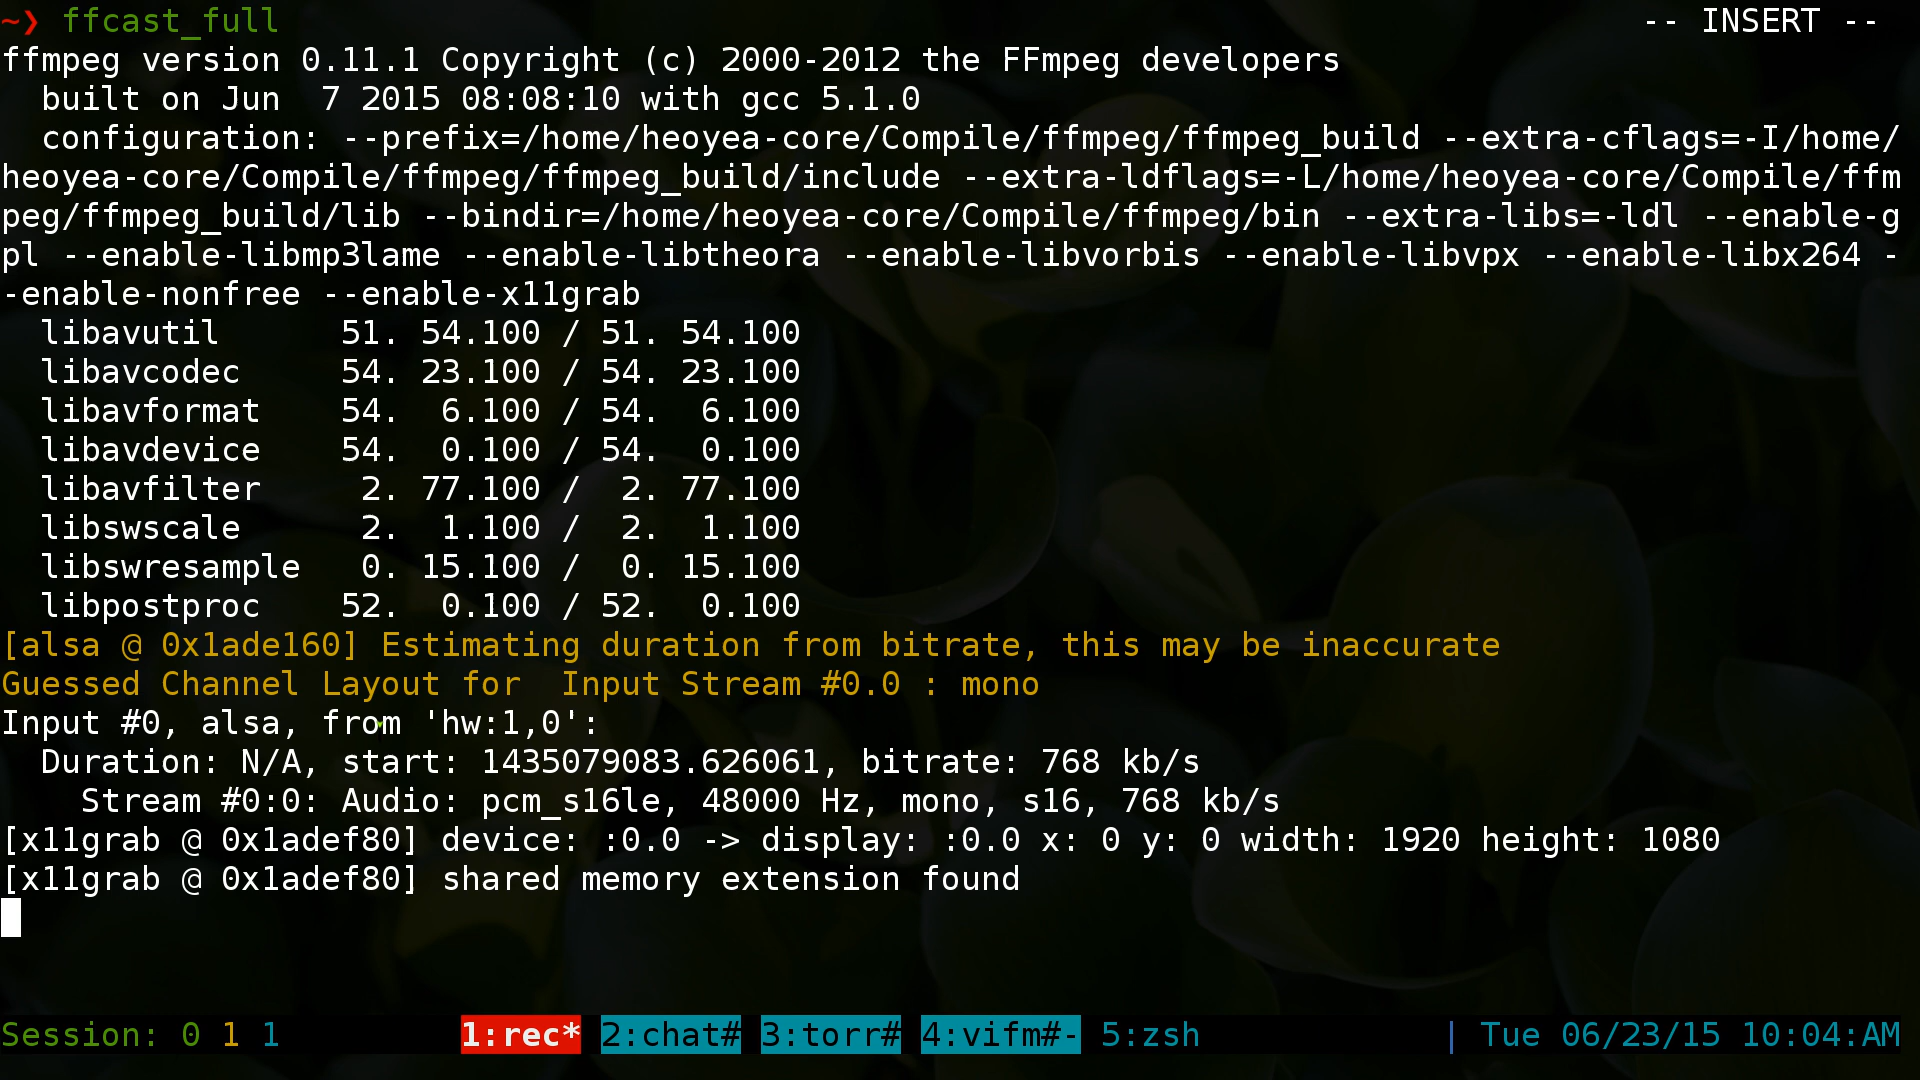 ~❯ ffcast_full -- INSERT --
ffmpeg version 0.11.1 Copyright (c) 2000-2012 the FFmpeg developers
  built on Jun  7 2015 08:08:10 with gcc 5.1.0
  configuration: --prefix=/home/heoyea-core/Compile/ffmpeg/ffmpeg_build --extra-cflags=-I/home/
heoyea-core/Compile/ffmpeg/ffmpeg_build/include --extra-ldflags=-L/home/heoyea-core/Compile/ffm
peg/ffmpeg_build/lib --bindir=/home/heoyea-core/Compile/ffmpeg/bin --extra-libs=-ldl --enable-g
pl --enable-libmp3lame --enable-libtheora --enable-libvorbis --enable-libvpx --enable-libx264 -
-enable-nonfree --enable-x11grab
  libavutil      51. 54.100 / 51. 54.100
  libavcodec     54. 23.100 / 54. 23.100
  libavformat    54.  6.100 / 54.  6.100
  libavdevice    54.  0.100 / 54.  0.100
  libavfilter     2. 77.100 /  2. 77.100
  libswscale      2.  1.100 /  2.  1.100
  libswresample   0. 15.100 /  0. 15.100
  libpostproc    52.  0.100 / 52.  0.100
[alsa @ 0x1ade160] Estimating duration from bitrate, this may be inaccurate
Guessed Channel Layout for  Input Stream #0.0 : mono
Input #0, alsa, from 'hw:1,0':
  Duration: N/A, start: 1435079083.626061, bitrate: 768 kb/s
    Stream #0:0: Audio: pcm_s16le, 48000 Hz, mono, s16, 768 kb/s
[x11grab @ 0x1adef80] device: :0.0 -> display: :0.0 x: 0 y: 0 width: 1920 height: 1080
[x11grab @ 0x1adef80] shared memory extension found
Session: 0 1 1 1:rec* 2:chat# 3:torr# 4:vifm#- 5:zsh | Tue 06/23/15 10:04:AM